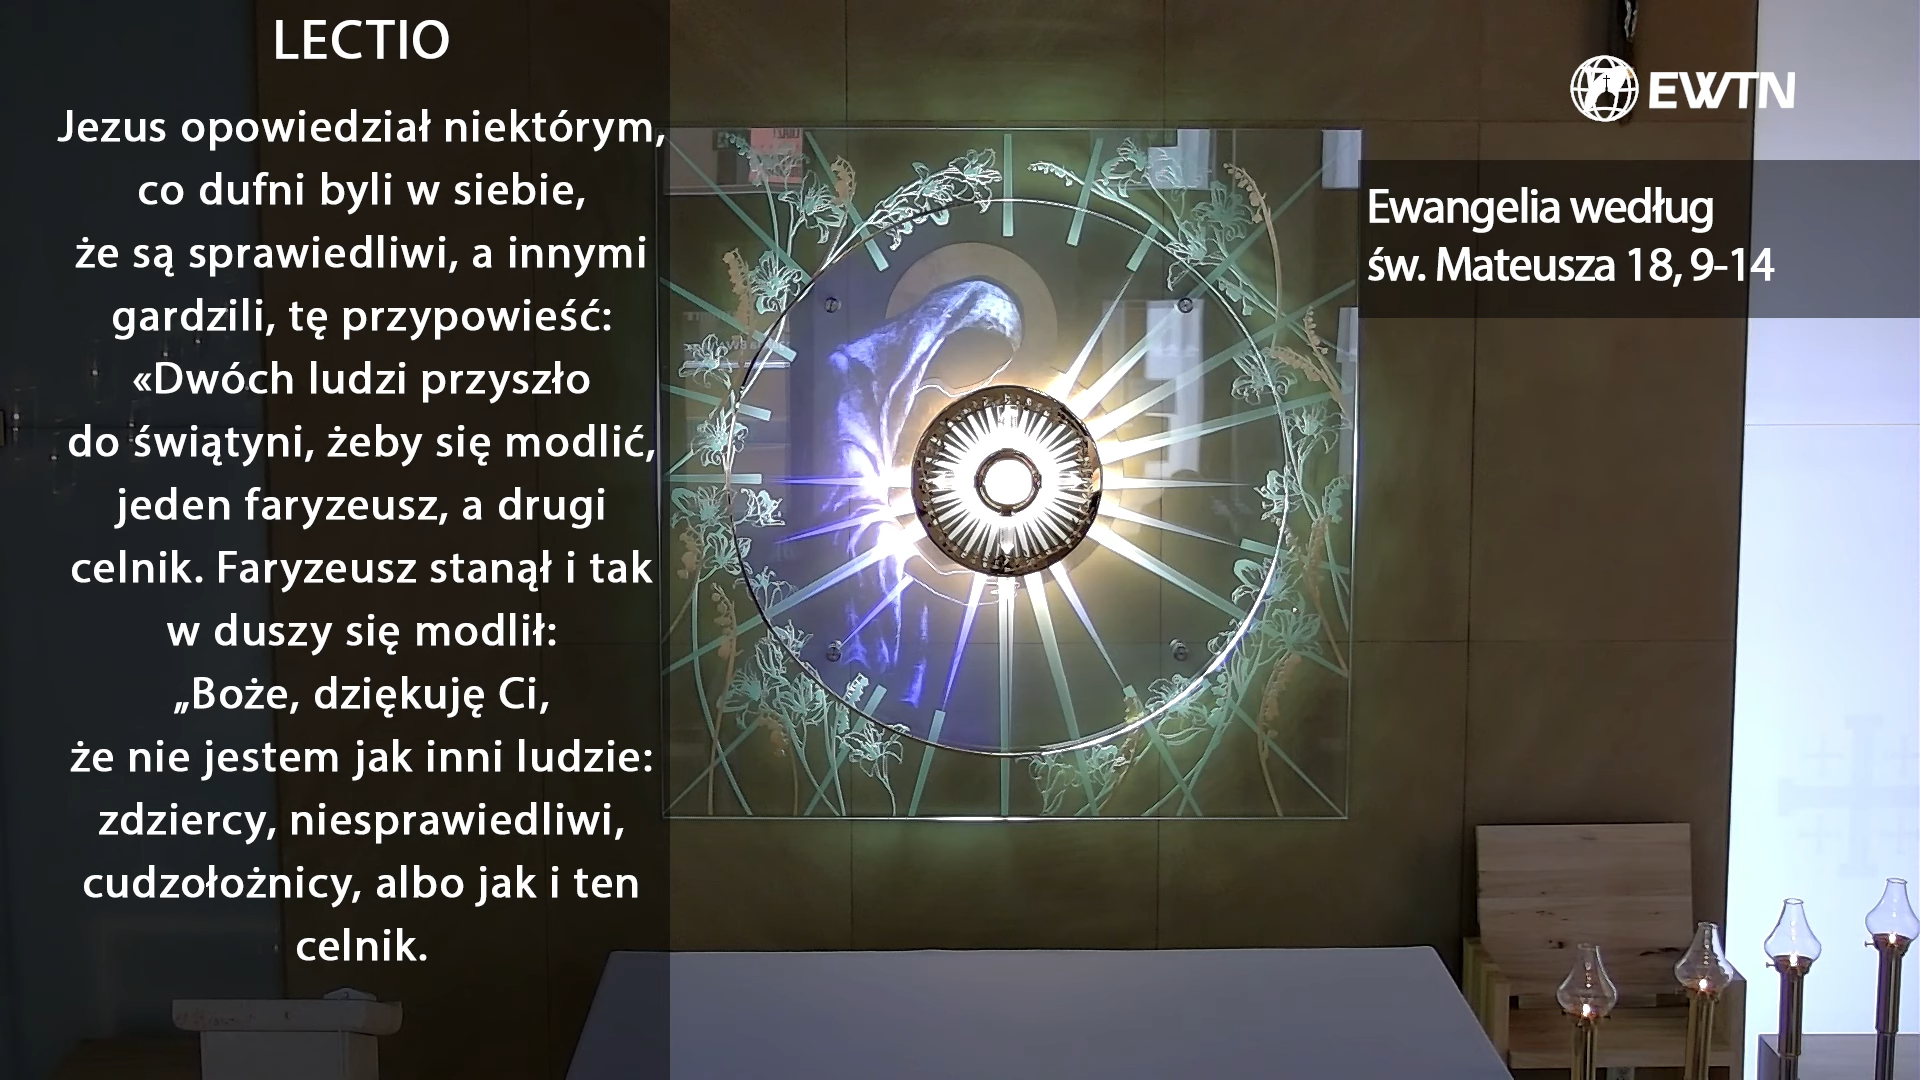 LECTIO
Jezus opowiedział niektórym,
co dufni byli w siebie,
że są sprawiedliwi, a innymi
gardzili, tę przypowieść:
«Dwóch ludzi przyszło
do świątyni, żeby się modlić,
jeden faryzeusz, a drugi
celnik. Faryzeusz stanął i tak
w duszy się modlił:
„Boże, dziękuję Ci,
że nie jestem jak inni ludzie:
zdziercy, niesprawiedliwi,
cudzołożnicy, albo jak i ten
celnik.
EWTN
Ewangelia według
św. Mateusza 18, 9-14